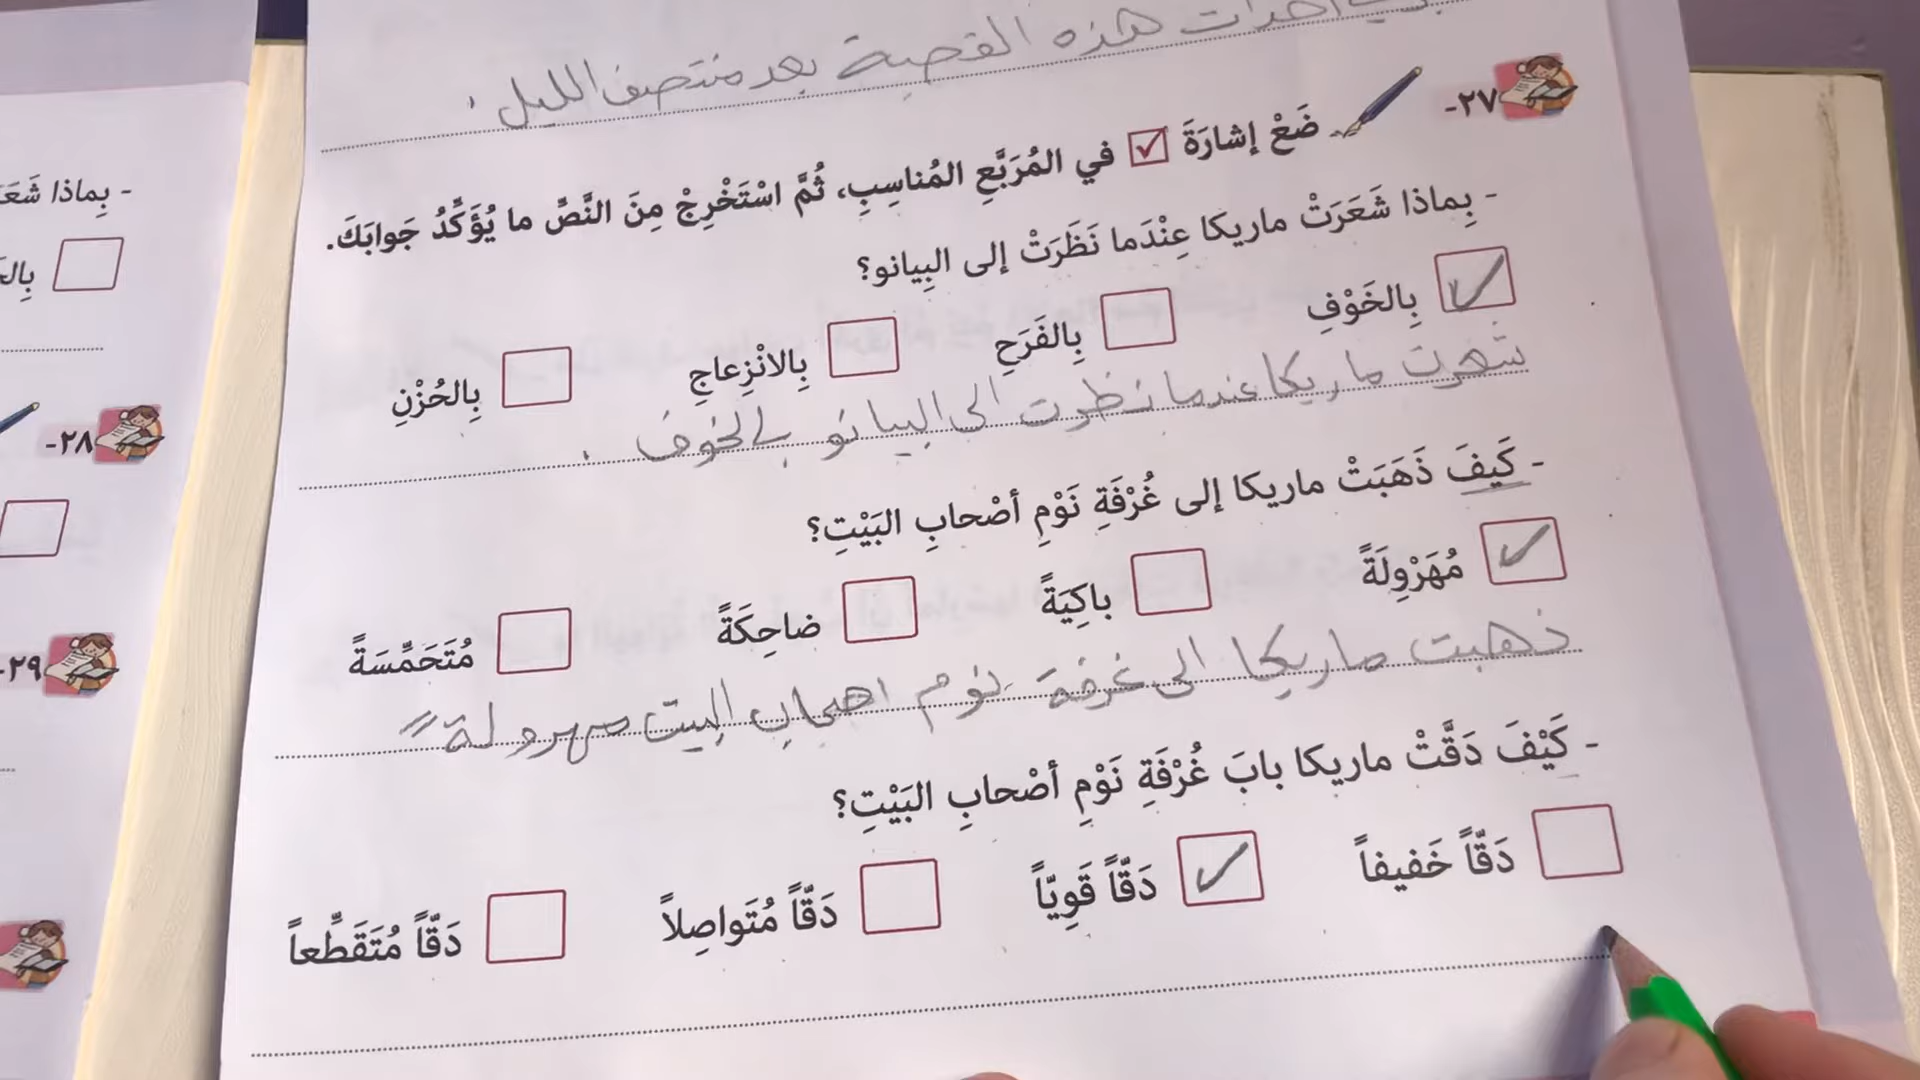 أحداث هذه القصة بعد منتصف الليل.
٢٧-
ضَعْ إشارَةَ ☑ في المُرَبَّعِ المُناسِبِ، ثُمَّ اسْتَخْرِجْ مِنَ النَّصِّ ما يُؤَكِّدُ جَوابَكَ.
- بِماذا شَعَرَتْ ماريكا عِنْدَما نَظَرَتْ إلى البِيانو؟
بِالخَوْفِ بِالفَرَحِ بِالانْزِعاجِ بِالحُزْنِ
شعرت ماريكا عندما نظرت الى البيانو بالخوف .
- كَيفَ ذَهَبَتْ ماريكا إلى غُرْفَةِ نَوْمِ أصْحابِ البَيْتِ؟
مُهَرْوِلَةً باكِيَةً ضاحِكَةً مُتَحَمِّسَةً
ذهبت ماريكا الى غرفة نوم اصحاب البيت مهرولةً
- كَيْفَ دَقَّتْ ماريكا بابَ غُرْفَةِ نَوْمِ أصْحابِ البَيْتِ؟
دَقّاً خَفيفاً دَقّاً قَوِيّاً دَقّاً مُتَواصِلاً دَقّاً مُتَقَطِّعاً
- بِماذا شَعَرَ
٢٨-
٢٩-